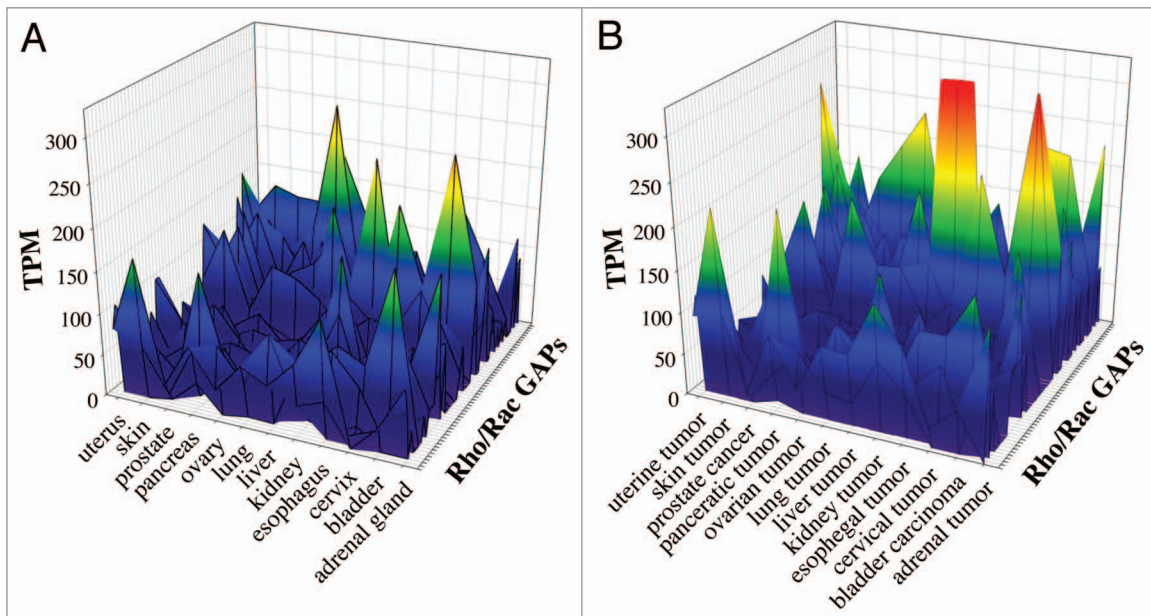 A
300
250
200
150
100
50
0
TPM
uterus
skin
prostate
pancreas
ovary
lung
liver
kidney
esophagus
cervix
bladder
adrenal gland
Rho/Rac GAPs
B
300
250
200
150
100
50
0
TPM
uterine tumor
skin tumor
prostate cancer
panceratic tumor
ovarian tumor
lung tumor
liver tumor
kidney tumor
esophegal tumor
cervical tumor
bladder carcinoma
adrenal tumor
Rho/Rac GAPs